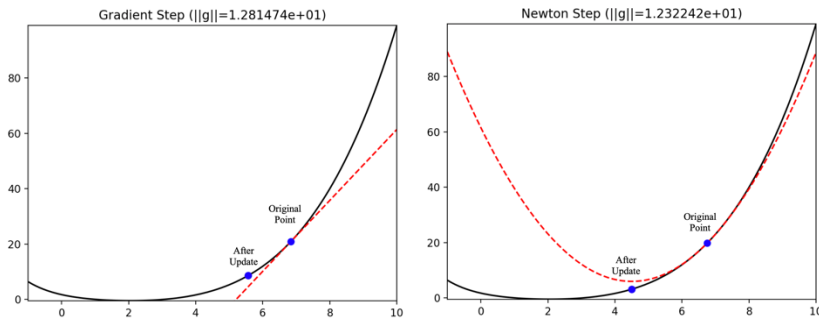 Gradient Step (||g||=1.281474e+01)
80
60
40
20
0
0
2
4
6
8
10
Original
Point
After
Update
Newton Step (||g||=1.232242e+01)
80
60
40
20
0
0
2
4
6
8
10
Original
Point
After
Update